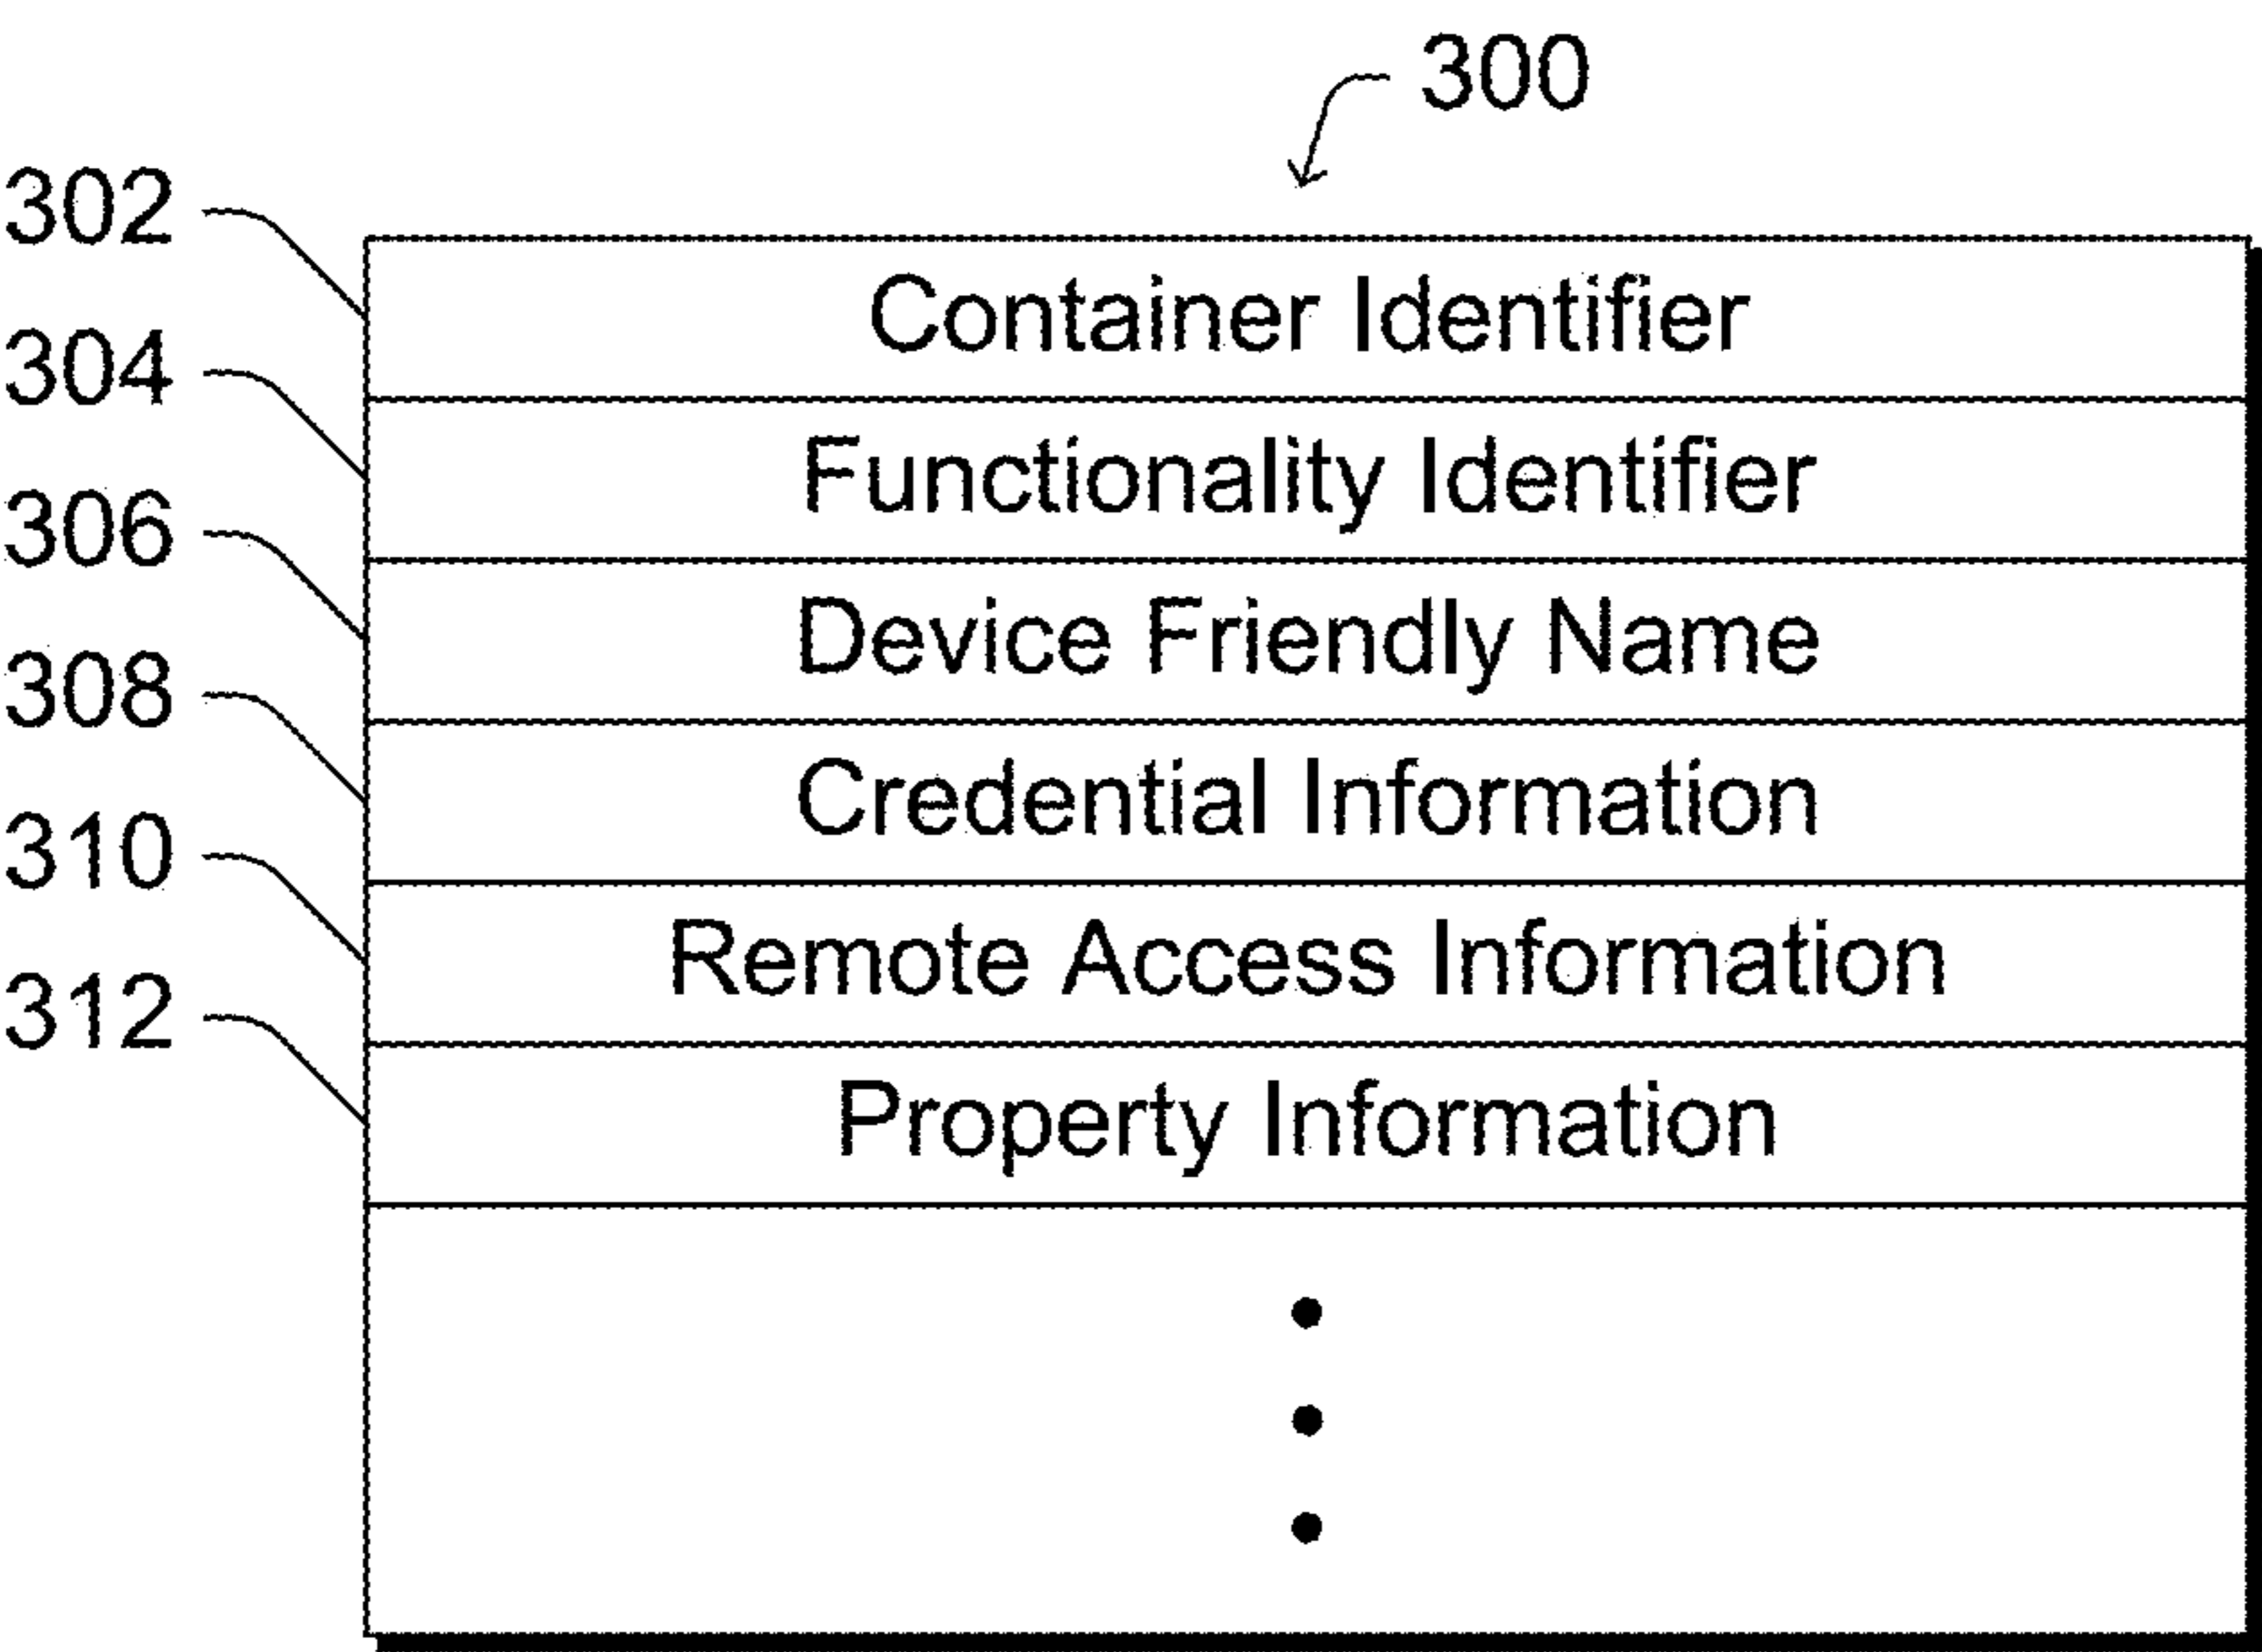 300
302
Container Identifier
304
Functionality Identifier
306
Device Friendly Name
308
Credential Information
310
Remote Access Information
312
Property Information